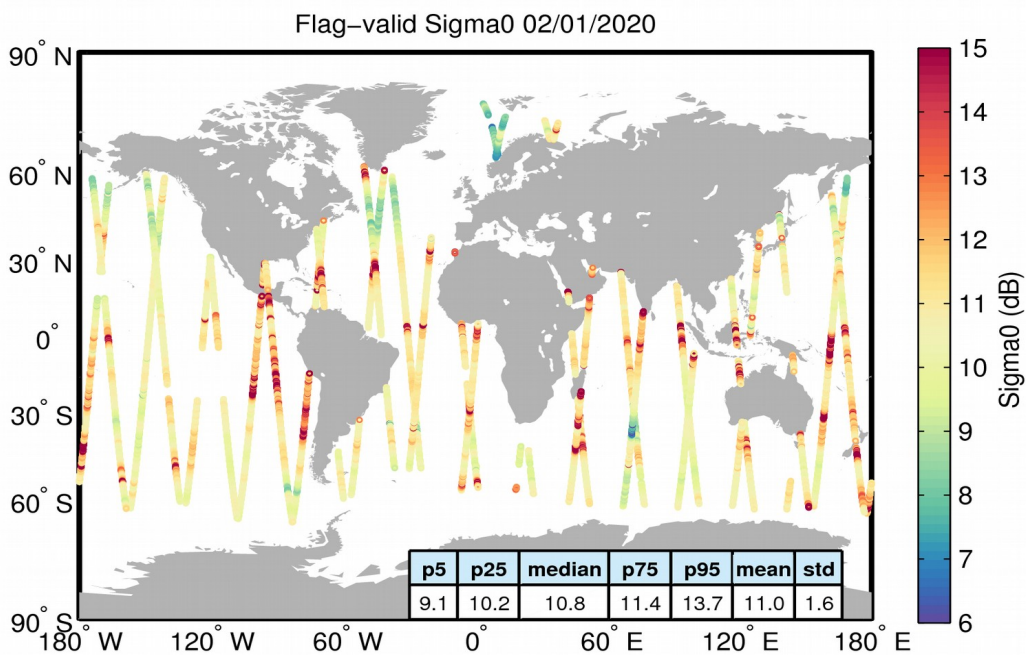 Flag−valid Sigma0 02/01/2020
90° N
60° N
30° N
0°
30° S
60° S
90° S
180° W
120° W
60° W
0°
60° E
120° E
180° E
15
14
13
12
11
10
9
8
7
6
Sigma0 (dB)
p5 p25 median p75 p95 mean std
9.1 10.2 10.8 11.4 13.7 11.0 1.6